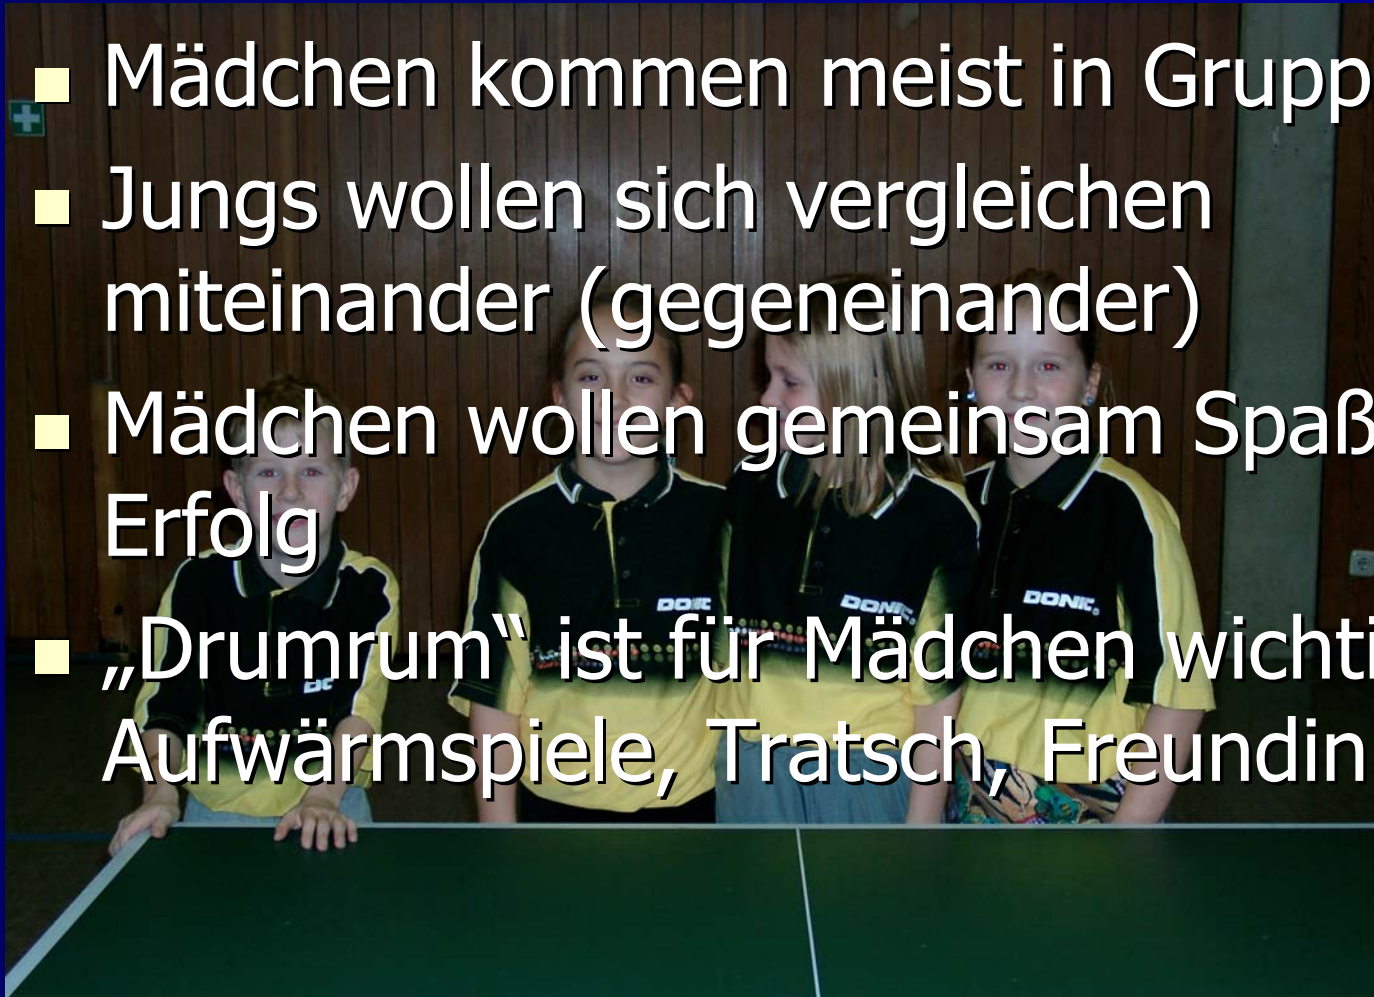 Mädchen kommen meist in Grupp
Jungs wollen sich vergleichen
miteinander (gegeneinander)
Mädchen wollen gemeinsam Spaß
Erfolg
„Drumrum“ ist für Mädchen wichti
Aufwärmspiele, Tratsch, Freundin
DONIC
DONIC